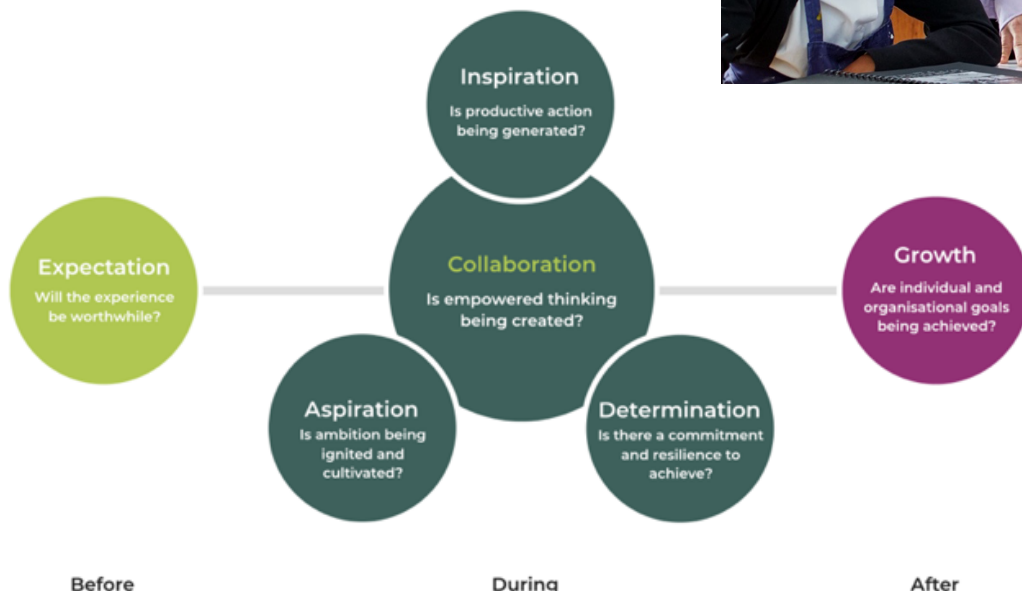 Inspiration
Is productive action
being generated?
Expectation
Will the experience
be worthwhile?
Collaboration
Is empowered thinking
being created?
Growth
Are individual and
organisational goals
being achieved?
Aspiration
Is ambition being
ignited and
cultivated?
Determination
Is there a commitment
and resilience to
achieve?
Before
During
After